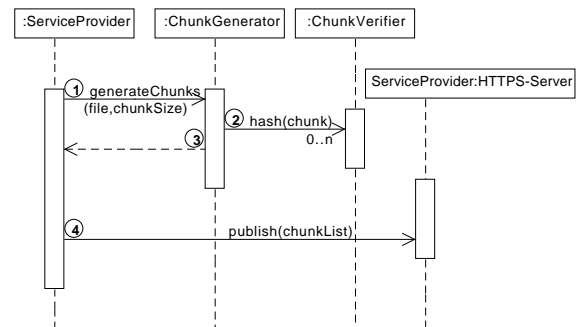 :ServiceProvider
:ChunkGenerator
:ChunkVerifier
ServiceProvider:HTTPS-Server
1 generateChunks
(file,chunkSize)
2 hash(chunk)
0..n
3
4 publish(chunkList)